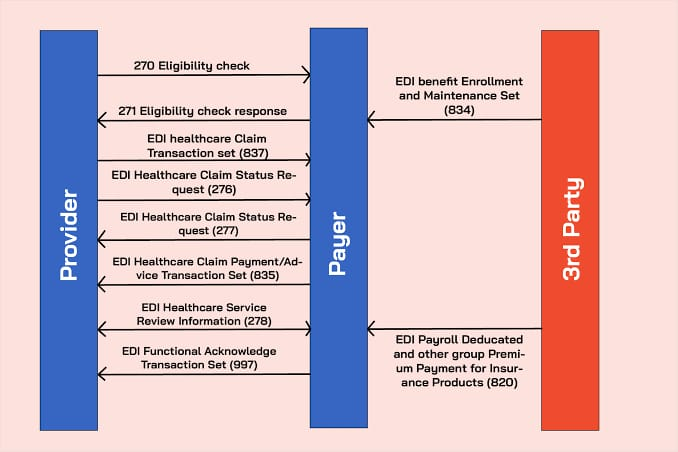 Provider
270 Eligibility check
271 Eligibility check response
EDI healthcare Claim
Transaction set (837)
EDI Healthcare Claim Status Re-
quest (276)
EDI Healthcare Claim Status Re-
quest (277)
EDI Healthcare Claim Payment/Ad-
vice Transaction Set (835)
EDI Healthcare Service
Review Information (278)
EDI Functional Acknowledge
Transaction Set (997)
Payer
EDI benefit Enrollment
and Maintenance Set
(834)
EDI Payroll Deducated
and other group Premi-
um Payment for Insur-
ance Products (820)
3rd Party